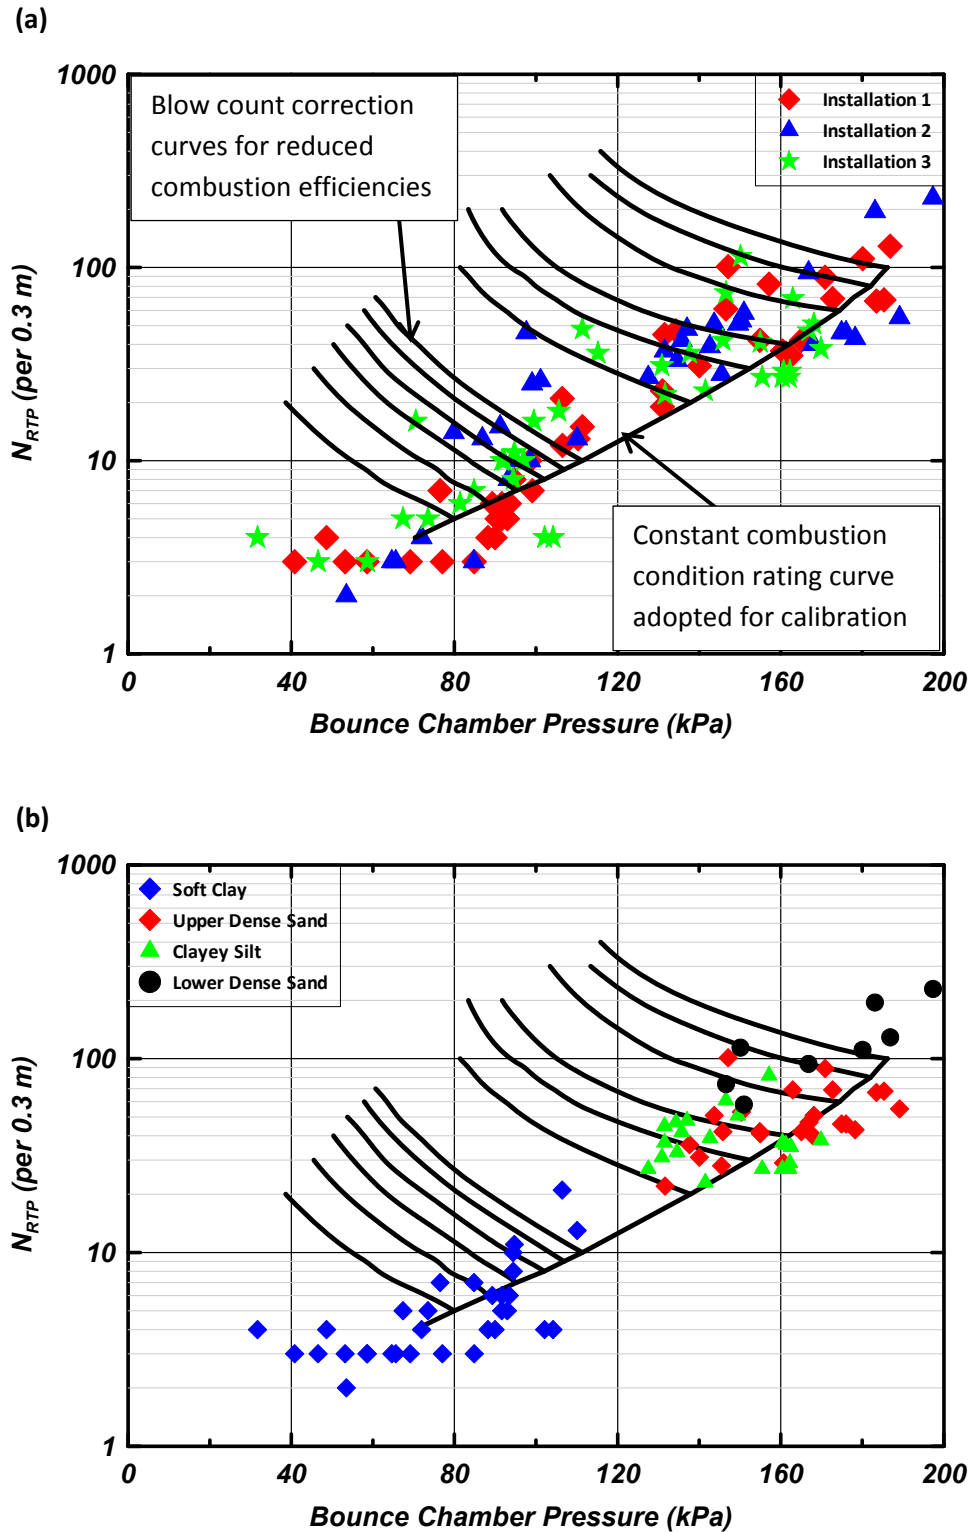 (a)
1000
100
10
1
N_RTP (per 0.3 m)
Blow count correction
curves for reduced
combustion efficiencies
Installation 1
Installation 2
Installation 3
Constant combustion
condition rating curve
adopted for calibration
0 40 80 120 160 200
Bounce Chamber Pressure (kPa)
(b)
1000
100
10
1
N_RTP (per 0.3 m)
Soft Clay
Upper Dense Sand
Clayey Silt
Lower Dense Sand
0 40 80 120 160 200
Bounce Chamber Pressure (kPa)